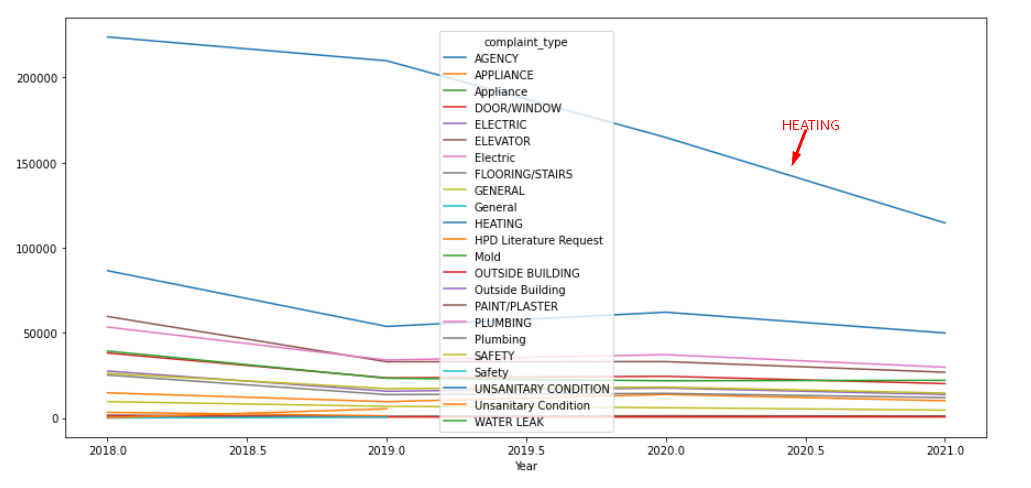 200000
150000
100000
50000
0
complaint_type
AGENCY
APPLIANCE
Appliance
DOOR/WINDOW
ELECTRIC
ELEVATOR
Electric
FLOORING/STAIRS
GENERAL
General
HEATING
HPD Literature Request
Mold
OUTSIDE BUILDING
Outside Building
PAINT/PLASTER
PLUMBING
Plumbing
SAFETY
Safety
UNSANITARY CONDITION
Unsanitary Condition
WATER LEAK
HEATING
2018.0 2018.5 2019.0 2019.5 2020.0 2020.5 2021.0
Year